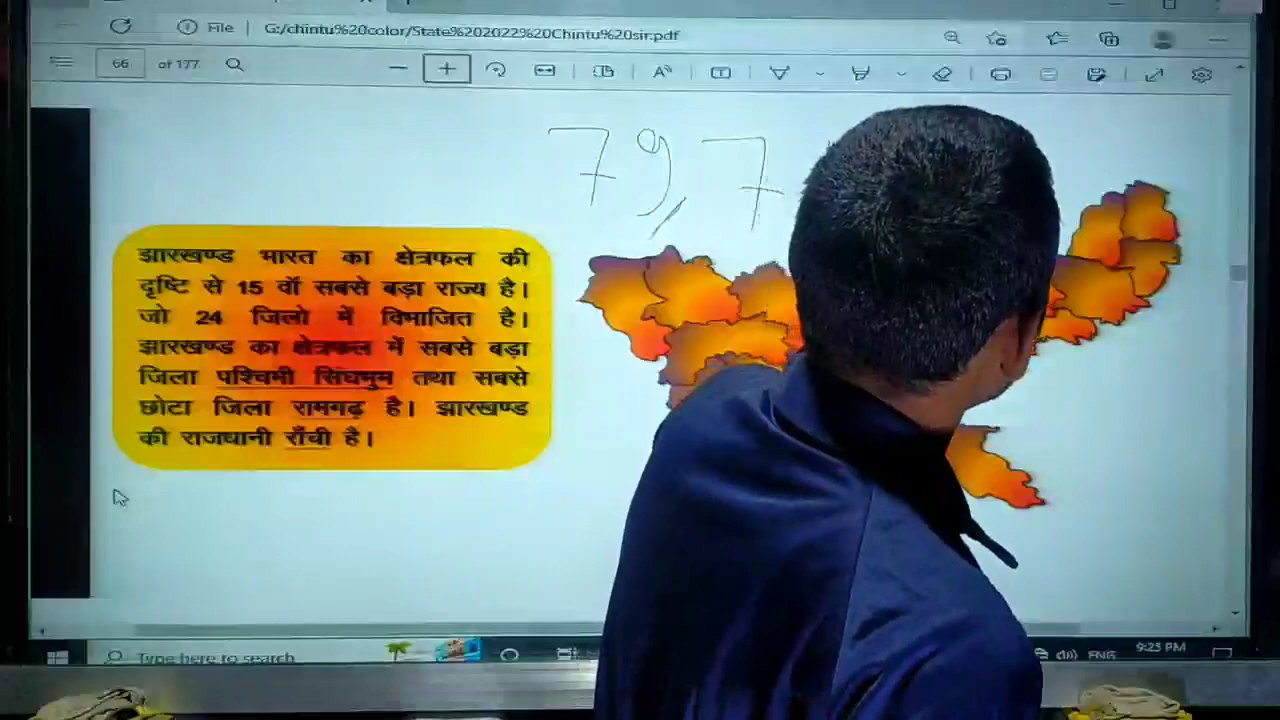 File G:/chintu%20color/State%202022%20Chintu%20sir.pdf
66 of 177
79,7
झारखण्ड भारत का क्षेत्रफल की
दृष्टि से 15 वॉ सबसे बड़ा राज्य है।
जो 24 जिलो में विभाजित है।
झारखण्ड का क्षेत्रफल में सबसे बड़ा
जिला पश्चिमी सिंघभुम तथा सबसे
छोटा जिला रामगढ़ है। झारखण्ड
की राजधानी राँची है।
Type here to search
ENG 9:25 PM